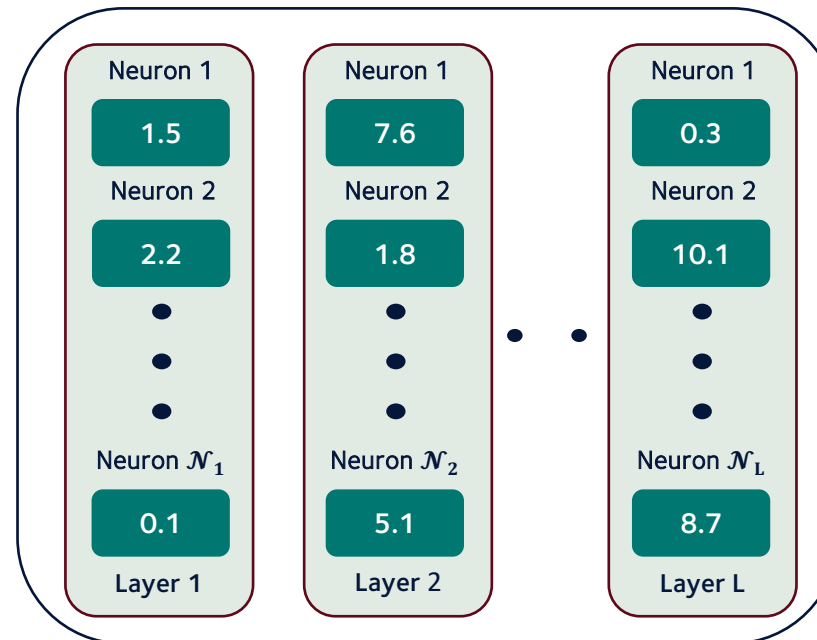 Neuron 1
1.5
Neuron 2
2.2
Neuron 𝒩₁
0.1
Layer 1
Neuron 1
7.6
Neuron 2
1.8
Neuron 𝒩₂
5.1
Layer 2
Neuron 1
0.3
Neuron 2
10.1
Neuron 𝒩L
8.7
Layer L